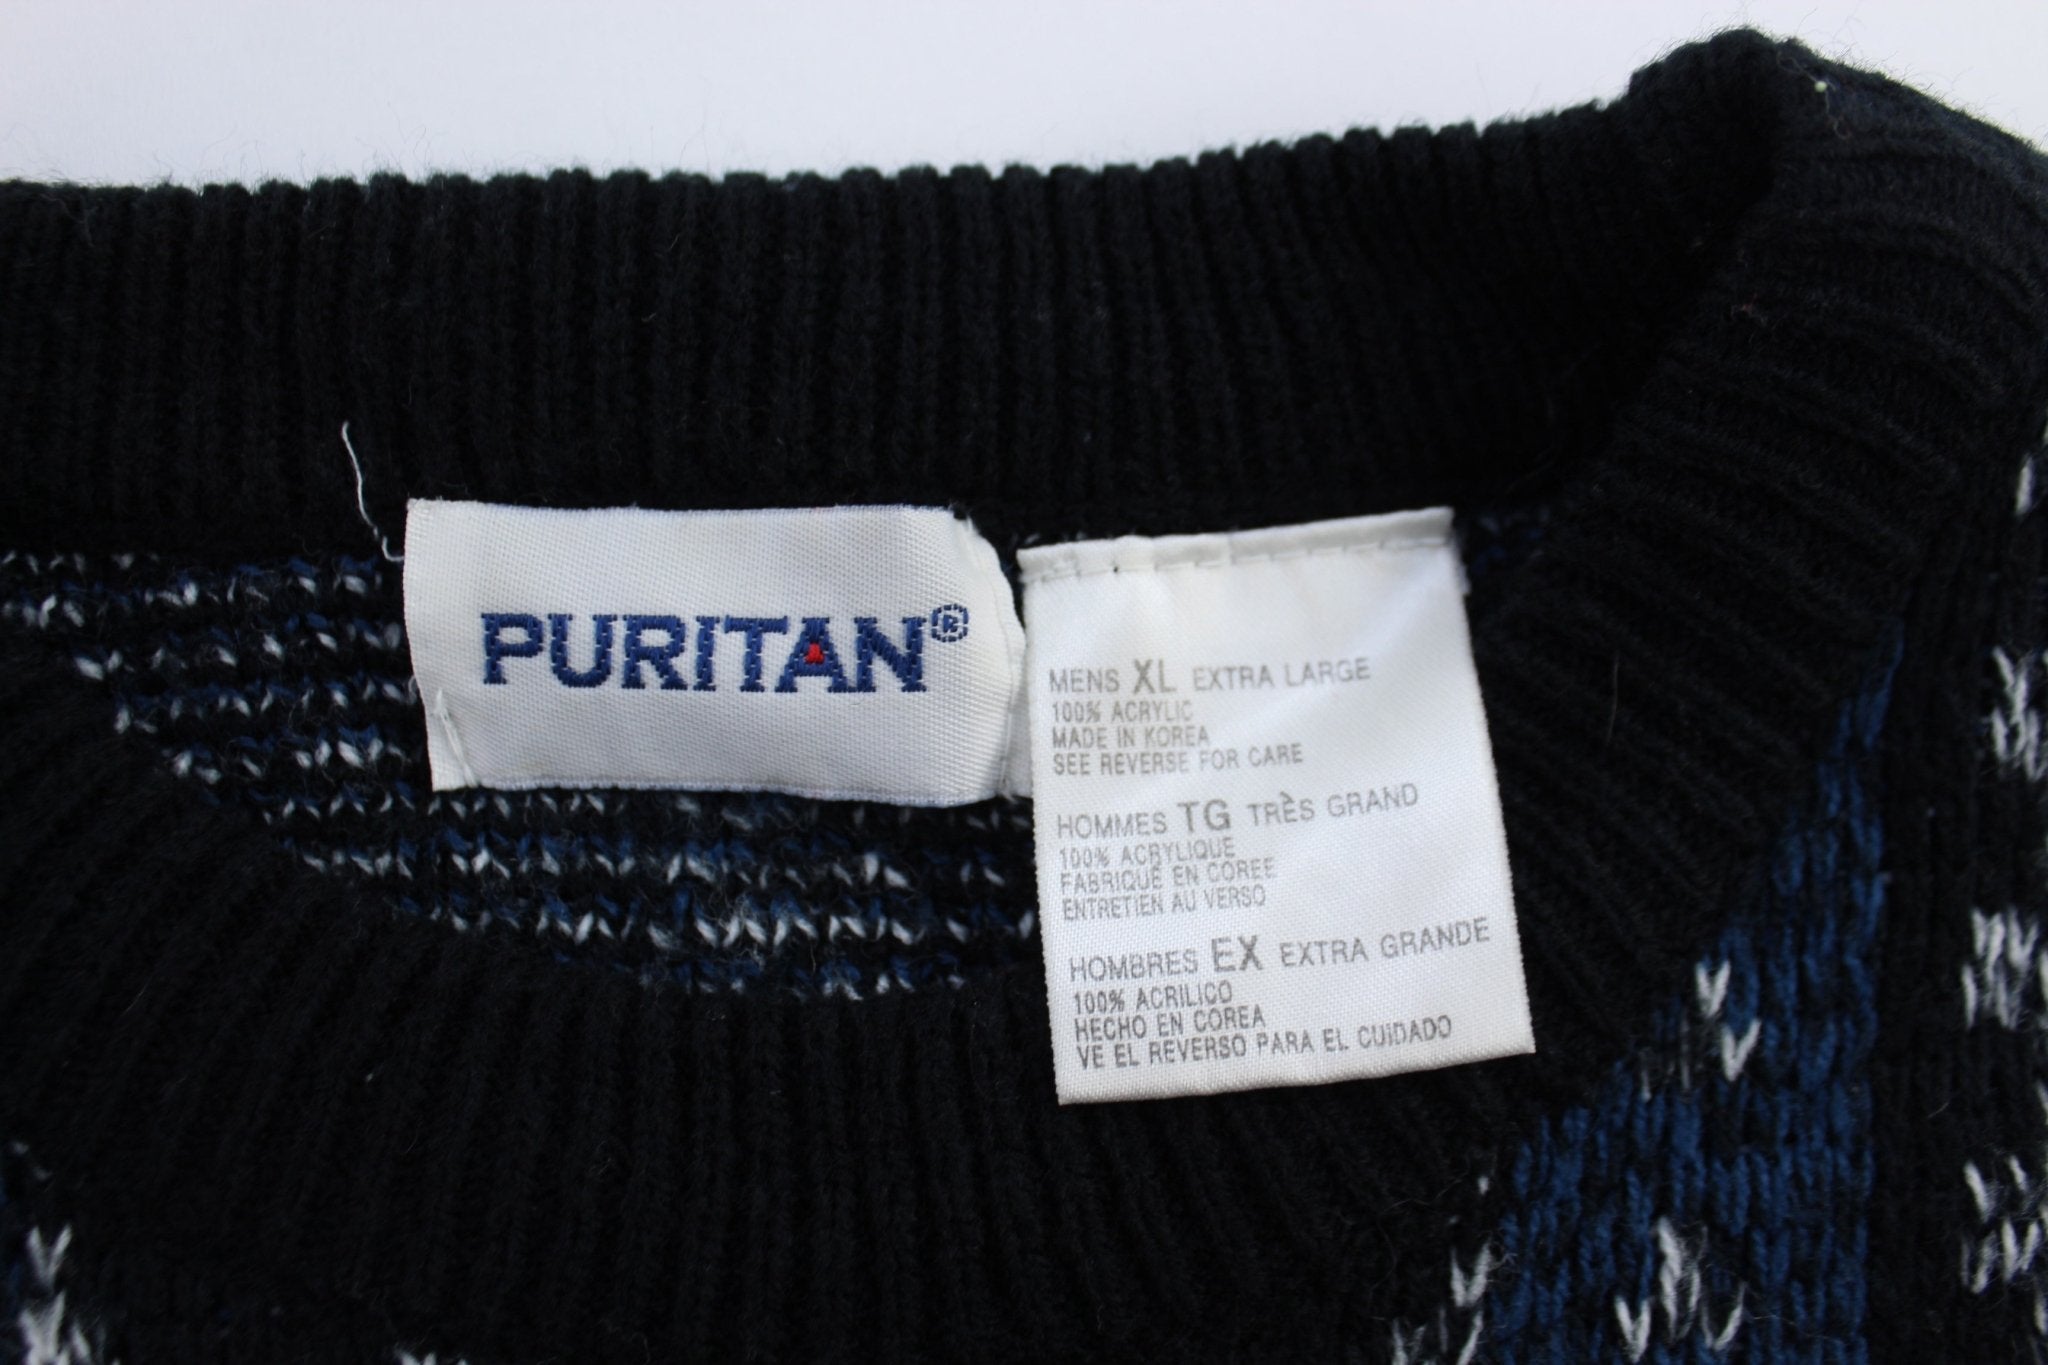 PURITAN®
MENS XL EXTRA LARGE
100% ACRYLIC
MADE IN KOREA
SEE REVERSE FOR CARE
HOMMES TG TRÈS GRAND
100% ACRYLIQUE
FABRIQUÉ EN CORÉE
ENTRETIEN AU VERSO
HOMBRES EX EXTRA GRANDE
100% ACRILICO
HECHO EN COREA
VE EL REVERSO PARA EL CUIDADO